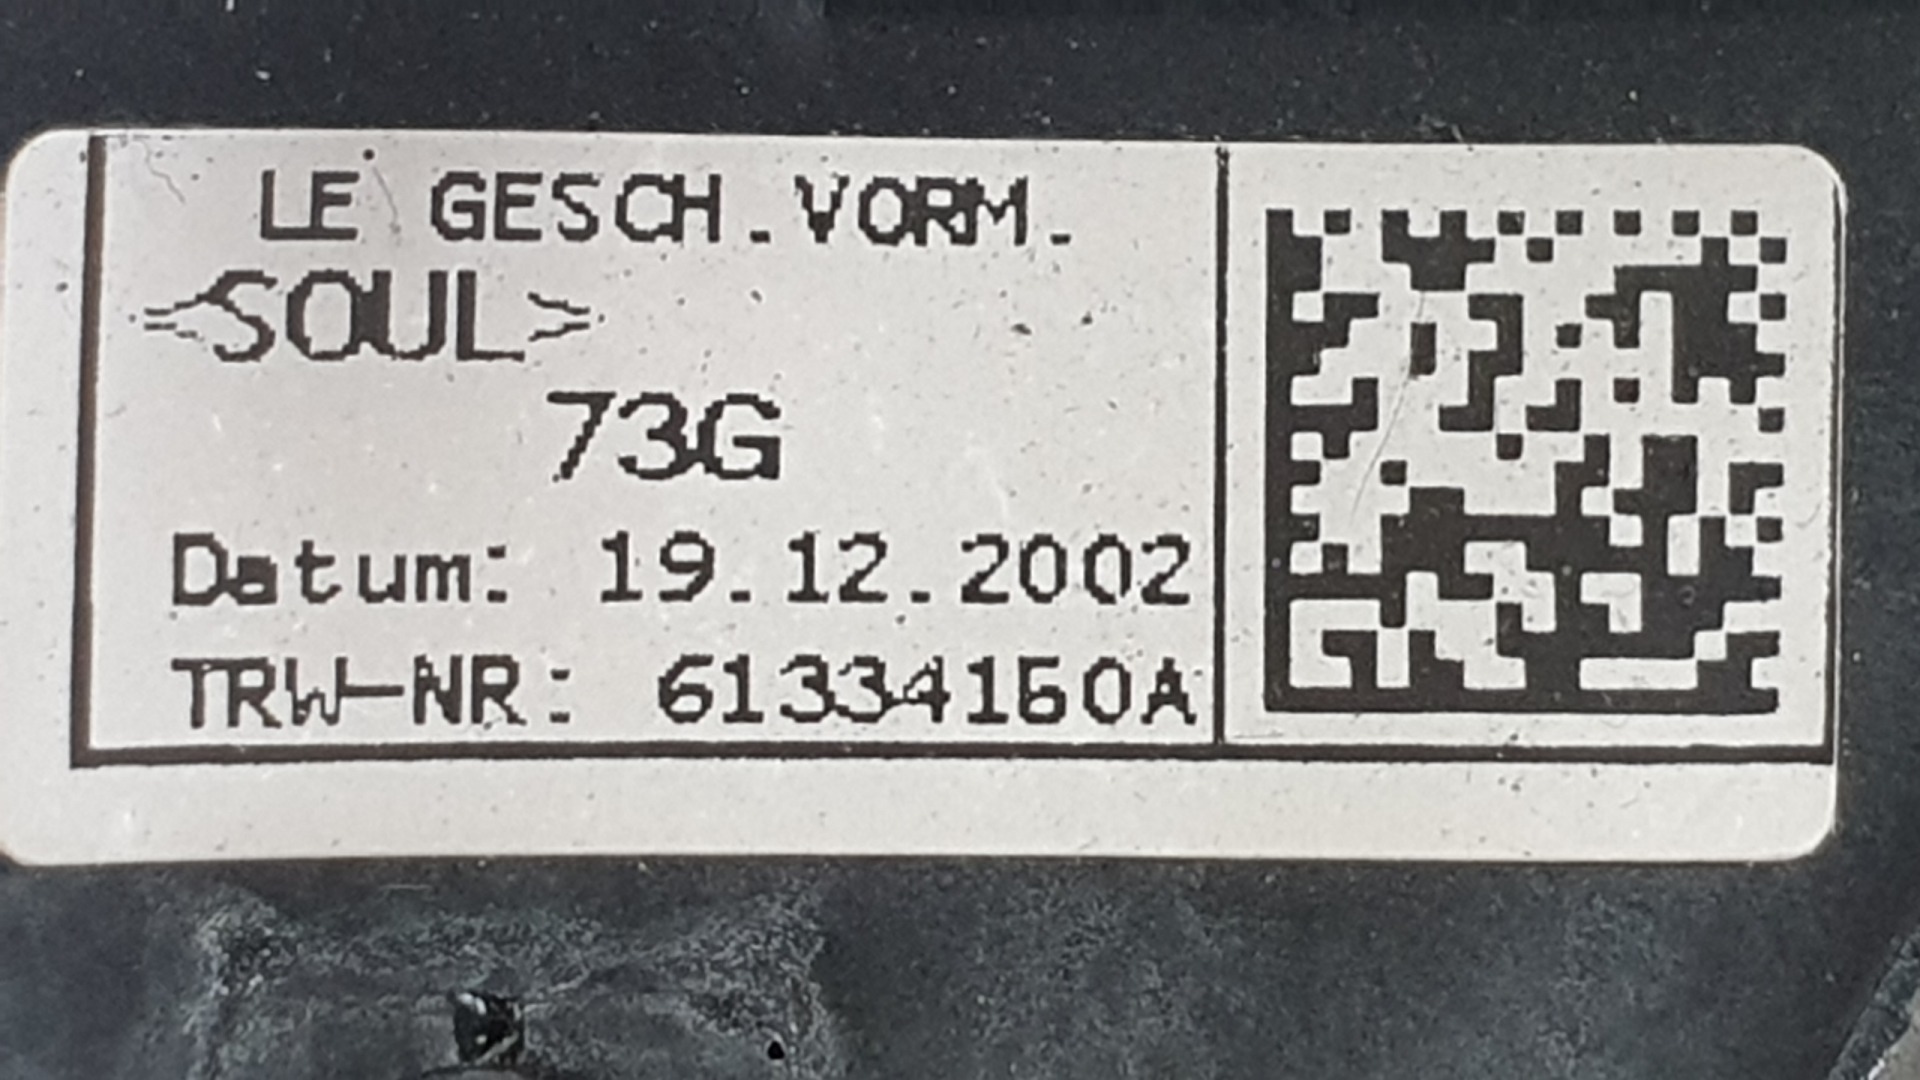 LE GESCH.VORM.
<SOUL>
73G
Datum: 19.12.2002
TRW-NR: 61334160A